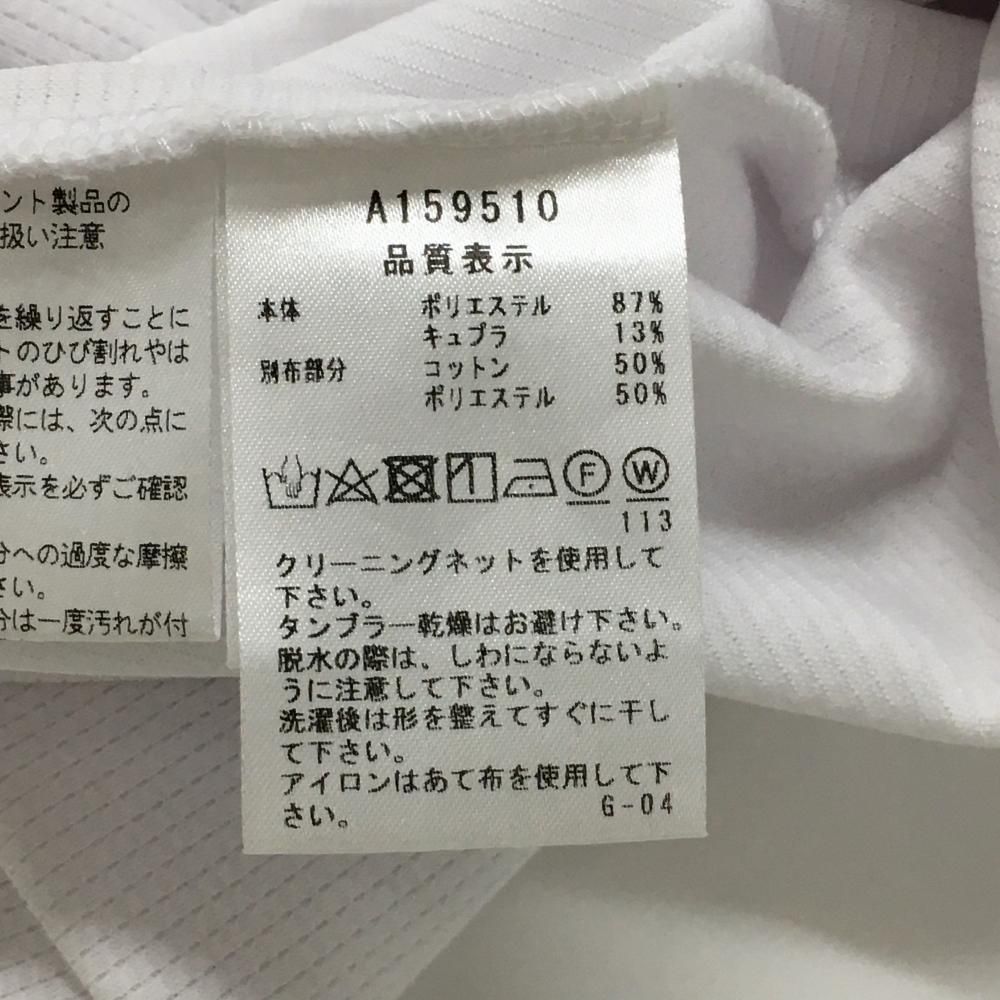 ント製品の
扱い注意
を繰り返すことに
トのひび割れやは
事があります。
際には、次の点に
さい。
表示を必ずご確認
分への過度な摩擦
さい。
分は一度汚れが付
A159510
品質表示
本体 ポリエステル 87%
キュプラ 13%
別布部分 コットン 50%
ポリエステル 50%
F W
113
クリーニングネットを使用して
下さい。
タンブラー乾燥はお避け下さい。
脱水の際は、しわにならないよ
うに注意して下さい。
洗濯後は形を整えてすぐに干し
て下さい。
アイロンはあて布を使用して下
さい。 G-04